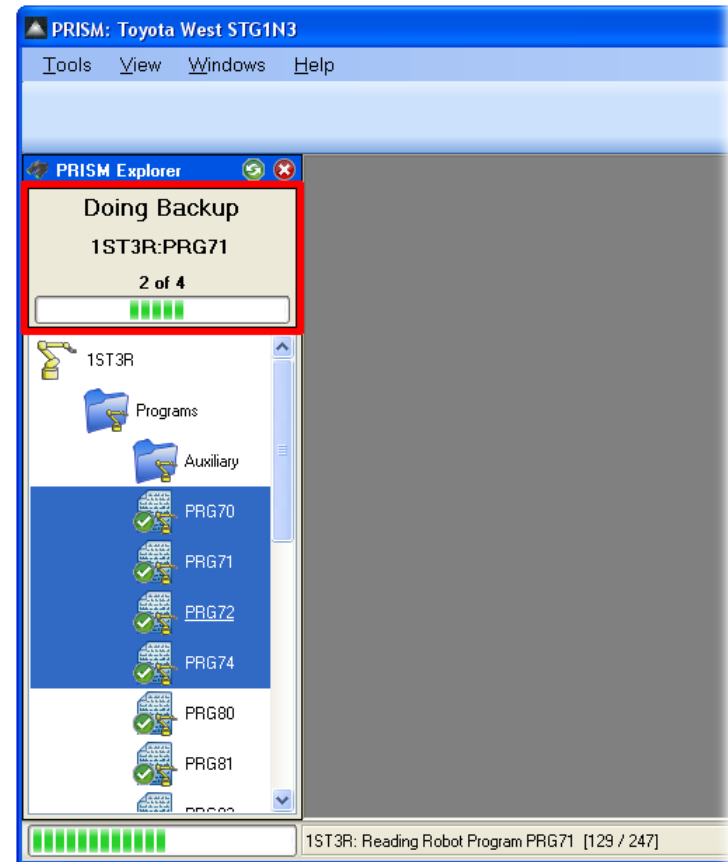 PRISM: Toyota West STG1N3
Tools View Windows Help
PRISM Explorer
Doing Backup
1ST3R:PRG71
2 of 4
1ST3R
Programs
Auxiliary
PRG70
PRG71
PRG72
PRG74
PRG80
PRG81
1ST3R: Reading Robot Program PRG71 [129 / 247]